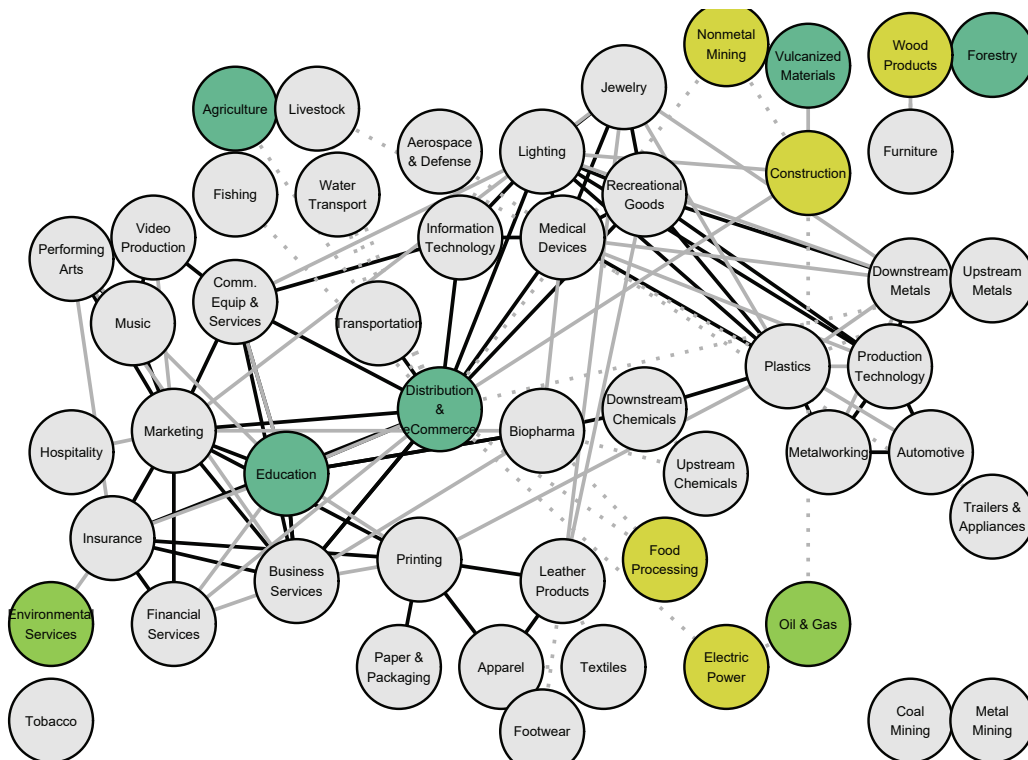 Nonmetal
Mining
Vulcanized
Materials
Wood
Products
Forestry
Jewelry
Agriculture
Livestock
Aerospace
& Defense
Lighting
Furniture
Construction
Fishing
Water
Transport
Recreational
Goods
Information
Technology
Medical
Devices
Video
Production
Performing
Arts
Comm.
Equip &
Services
Downstream
Metals
Upstream
Metals
Music
Transportation
Plastics
Production
Technology
Distribution
&
eCommerce
Downstream
Chemicals
Marketing
Biopharma
Hospitality
Education
Upstream
Chemicals
Metalworking
Automotive
Trailers &
Appliances
Insurance
Printing
Food
Processing
Business
Services
Leather
Products
Environmental
Services
Financial
Services
Oil & Gas
Paper &
Packaging
Apparel
Textiles
Electric
Power
Tobacco
Footwear
Coal
Mining
Metal
Mining